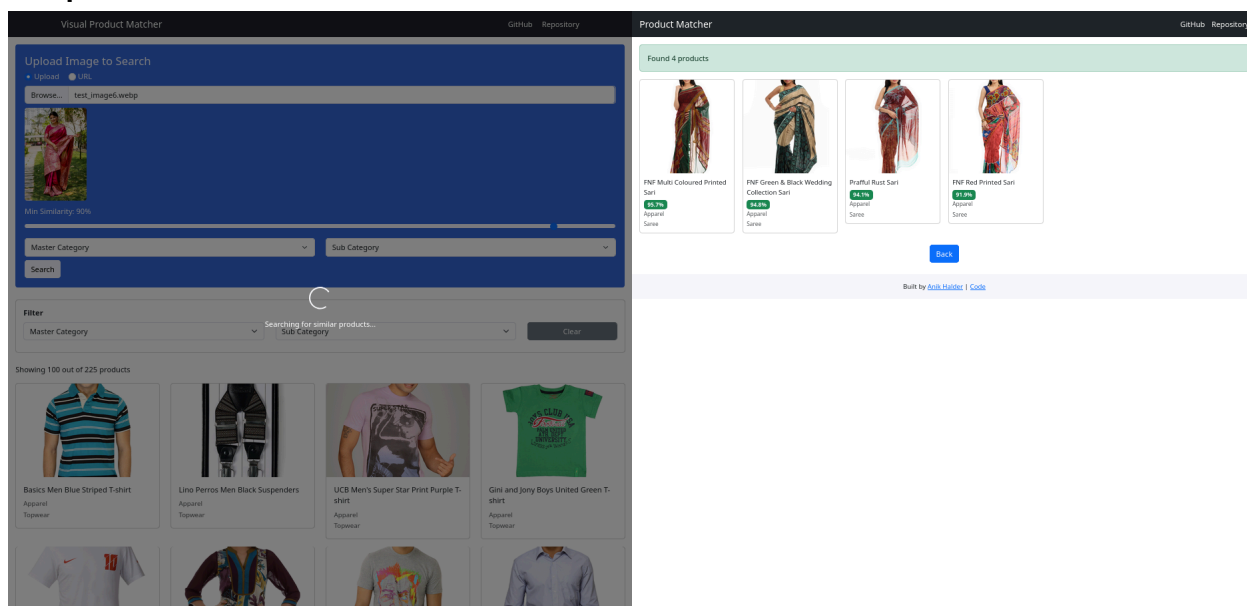 Visual Product Matcher
GitHub Repository
Upload Image to Search
Upload URL
Browse... test_image6.webp
Min Similarity: 90%
Master Category
Sub Category
Search
Searching for similar products...
Filter
Master Category
Sub Category
Clear
Showing 100 out of 225 products
Basics Men Blue Striped T-shirt
Apparel
Topwear
Lino Perros Men Black Suspenders
Apparel
Topwear
UCB Men's Super Star Print Purple T-
shirt
Apparel
Topwear
Gini and Jony Boys United Green T-
shirt
Apparel
Topwear
10
Product Matcher
GitHub Repository
Found 4 products
FNF Multi Coloured Printed
Sari
95.7%
Apparel
Saree
FNF Green & Black Wedding
Collection Sari
94.8%
Apparel
Saree
Prafful Rust Sari
94.1%
Apparel
Saree
FNF Red Printed Sari
91.9%
Apparel
Saree
Back
Built by Anik Halder | Code